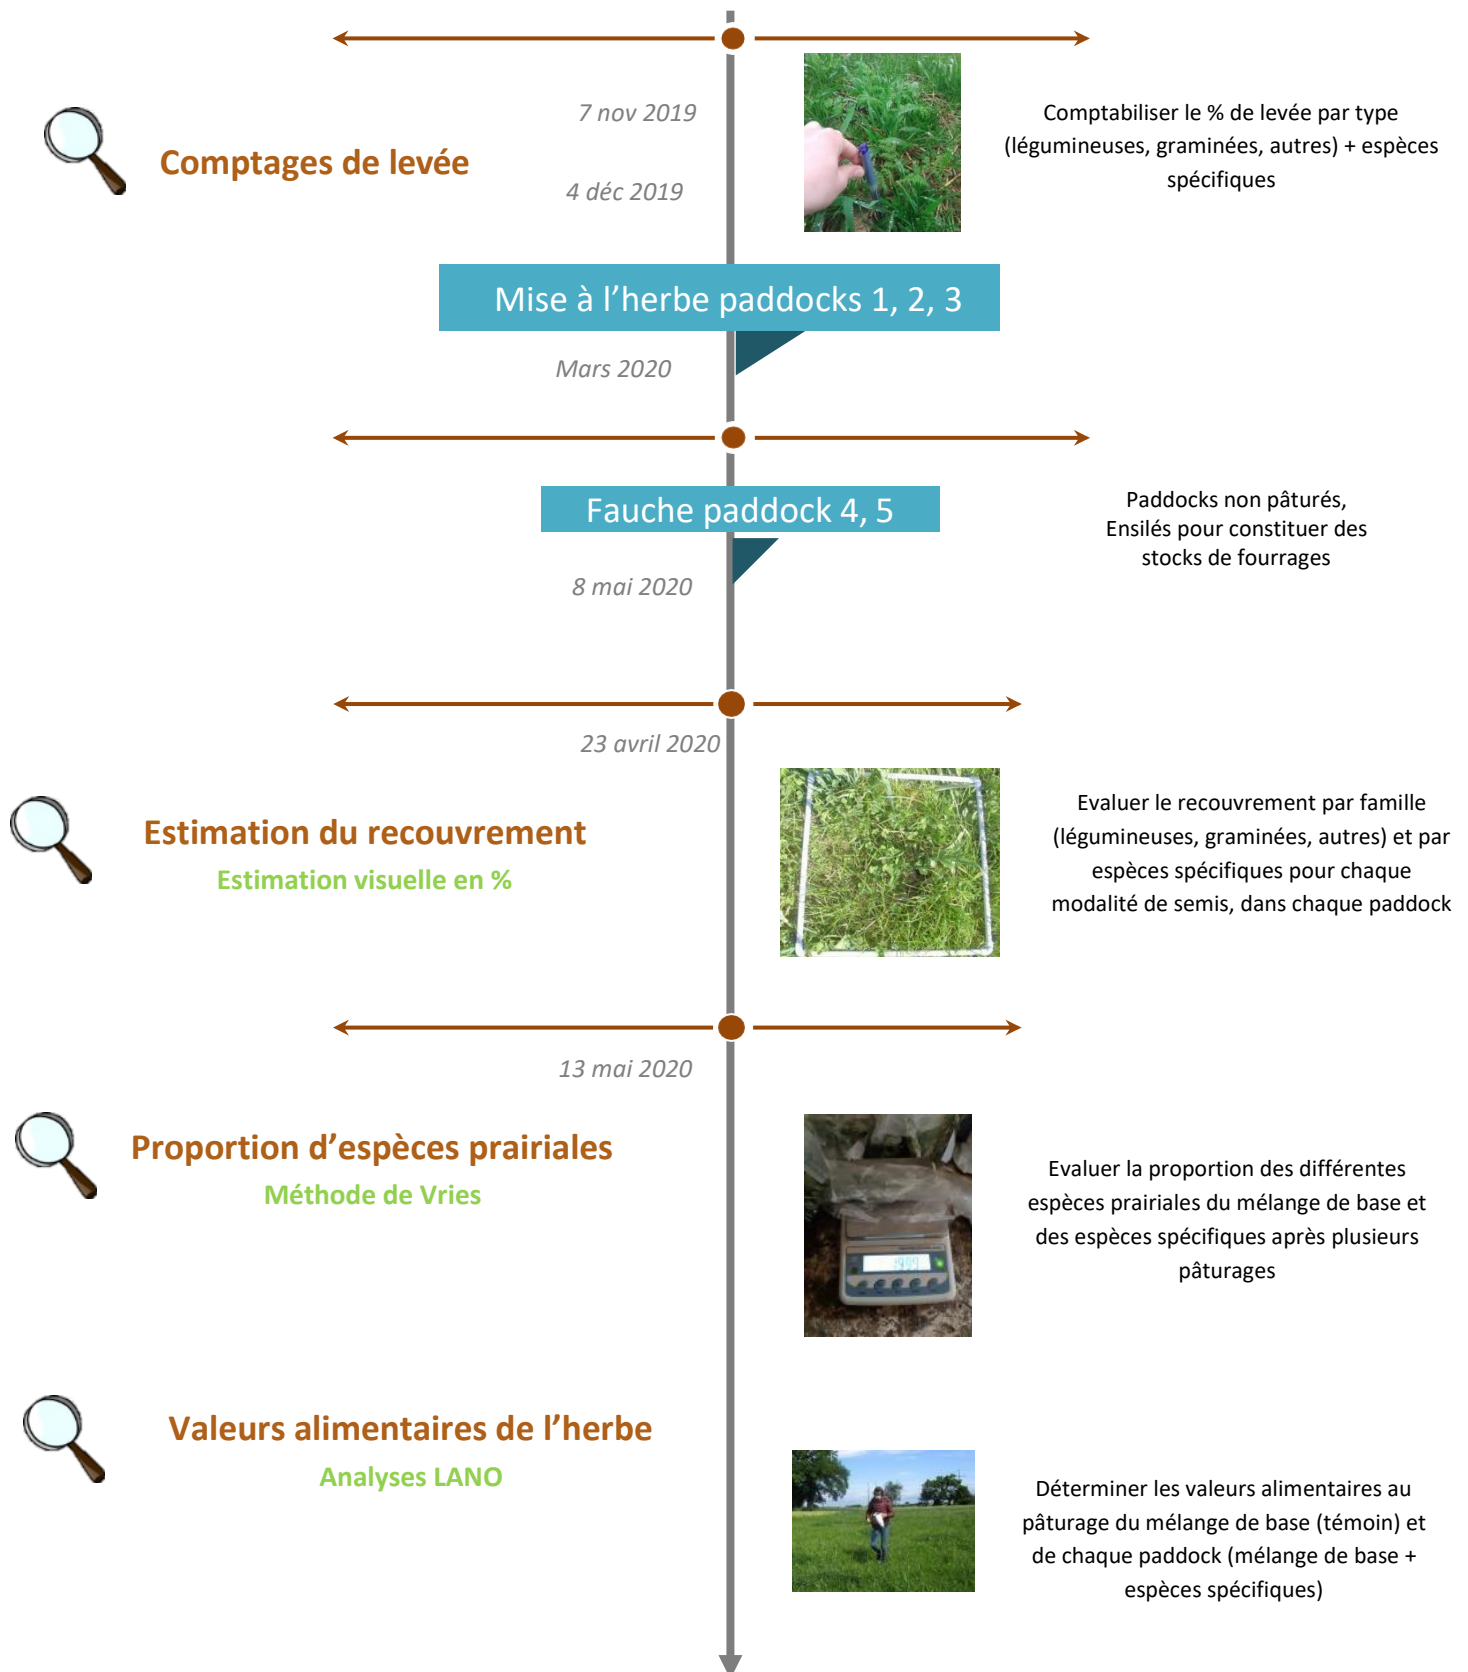 7 nov 2019
Comptages de levée
4 déc 2019
Comptabiliser le % de levée par type
(légumineuses, graminées, autres) + espèces
spécifiques
Mise à l’herbe paddocks 1, 2, 3
Mars 2020
Fauche paddock 4, 5
8 mai 2020
Paddocks non pâturés,
Ensilés pour constituer des
stocks de fourrages
23 avril 2020
Estimation du recouvrement
Estimation visuelle en %
Evaluer le recouvrement par famille
(légumineuses, graminées, autres) et par
espèces spécifiques pour chaque
modalité de semis, dans chaque paddock
13 mai 2020
Proportion d’espèces prairiales
Méthode de Vries
Evaluer la proportion des différentes
espèces prairiales du mélange de base et
des espèces spécifiques après plusieurs
pâturages
Valeurs alimentaires de l’herbe
Analyses LANO
Déterminer les valeurs alimentaires au
pâturage du mélange de base (témoin) et
de chaque paddock (mélange de base +
espèces spécifiques)